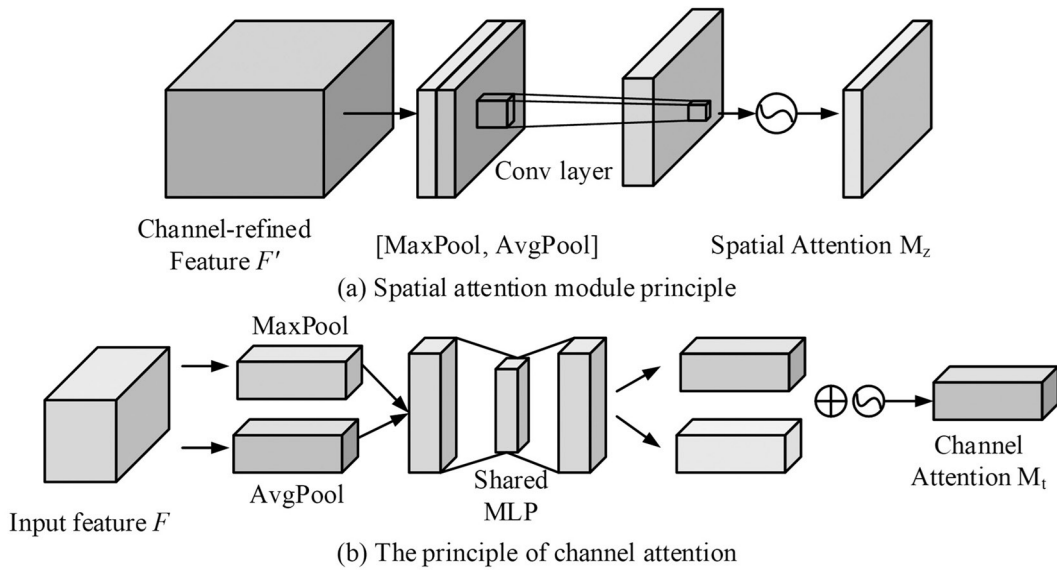 Conv layer
Channel-refined
Feature F'
[MaxPool, AvgPool]
Spatial Attention Mz
(a) Spatial attention module principle
MaxPool
AvgPool
Shared
MLP
Channel
Attention Mt
Input feature F
(b) The principle of channel attention